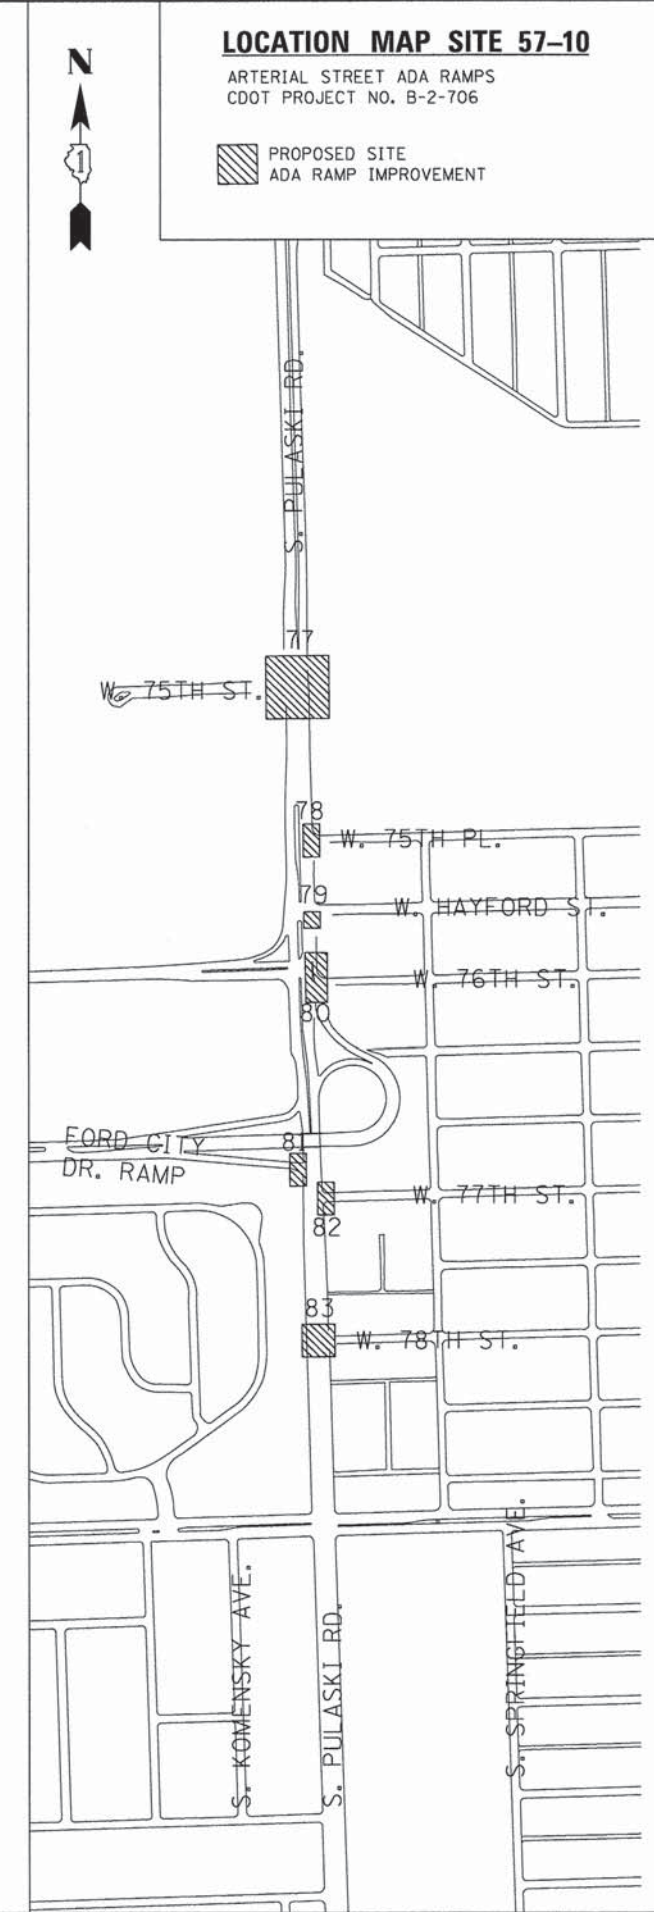 LOCATION MAP SITE 57–10
ARTERIAL STREET ADA RAMPS
CDOT PROJECT NO. B-2-706
PROPOSED SITE
ADA RAMP IMPROVEMENT
N
1
S. PULASKI RD.
77
W. 75TH ST.
78
W. 75TH PL.
79
W. HAYFORD ST.
W. 76TH ST.
80
FORD CITY
DR. RAMP
81
W. 77TH ST.
82
83
W. 78TH ST.
S. KOMENSKY AVE.
S. PULASKI RD.
S. SPRINGFIELD AVE.